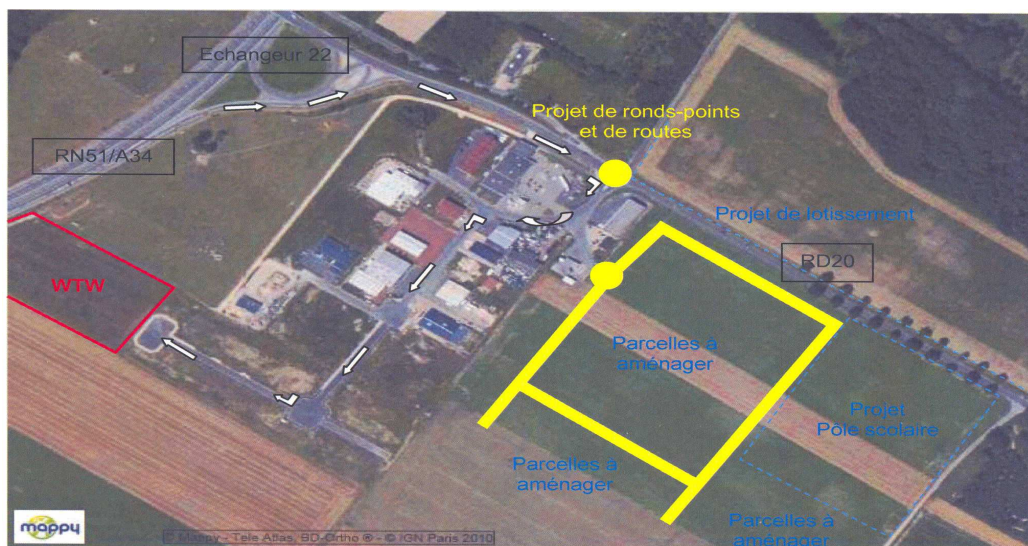 Echangeur 22
Projet de ronds-points
et de routes
RN51/A34
Projet de lotissement
RD20
WTW
Parcelles à
aménager
Projet
Pôle scolaire
Parcelles à
aménager
Parcelles à
aménager
mappy
© Mappy - Tele Atlas, BD-Ortho ® - © IGN Paris 2010